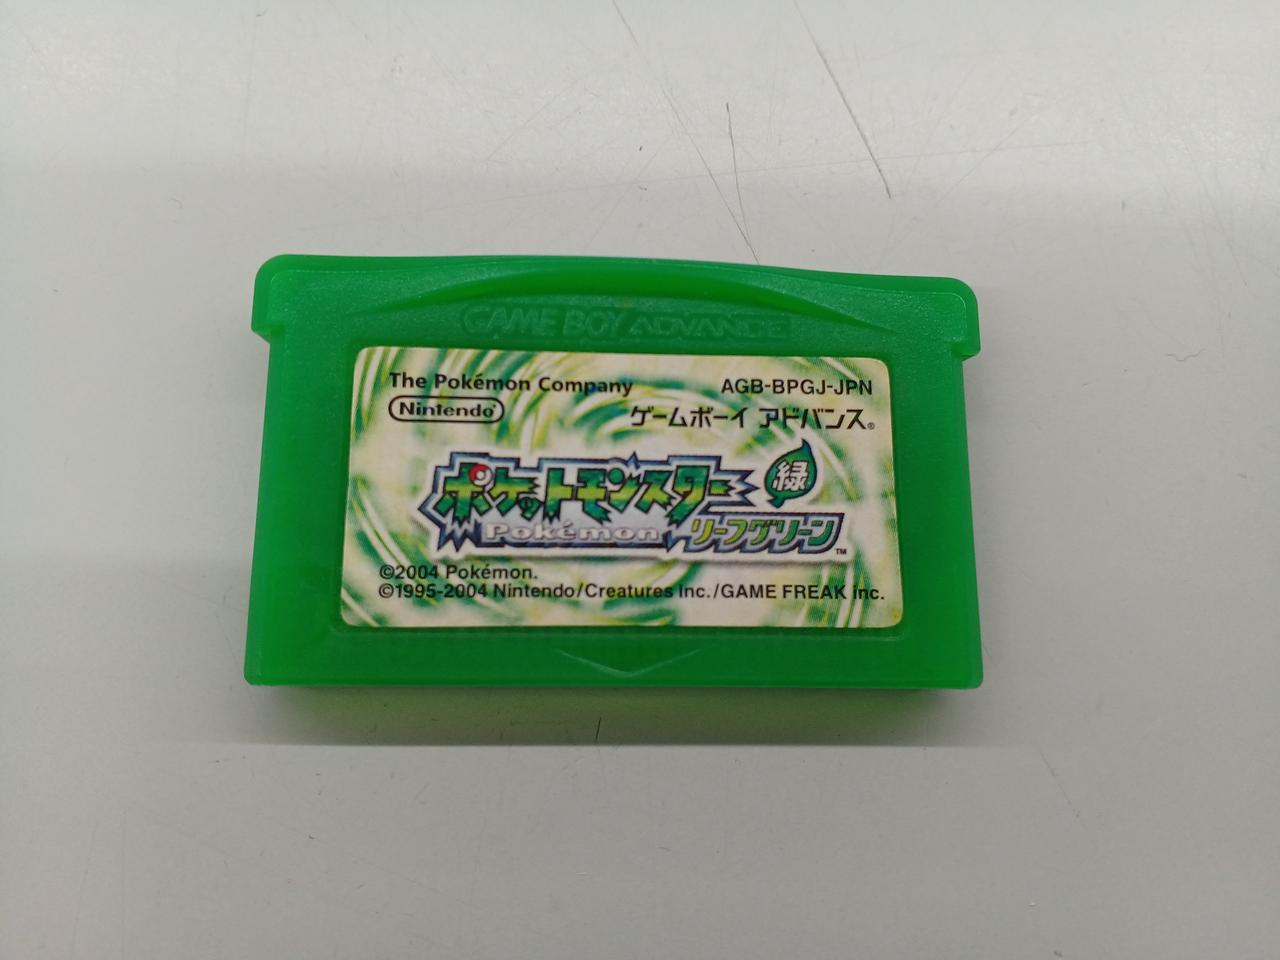 GAME BOY ADVANCE
The Pokémon Company
AGB-BPGJ-JPN
Nintendo®
ゲームボーイ アドバンス®
ポケットモンスター
緑
Pokémon
リーフグリーン™
©2004 Pokémon.
©1995-2004 Nintendo/Creatures Inc./GAME FREAK inc.